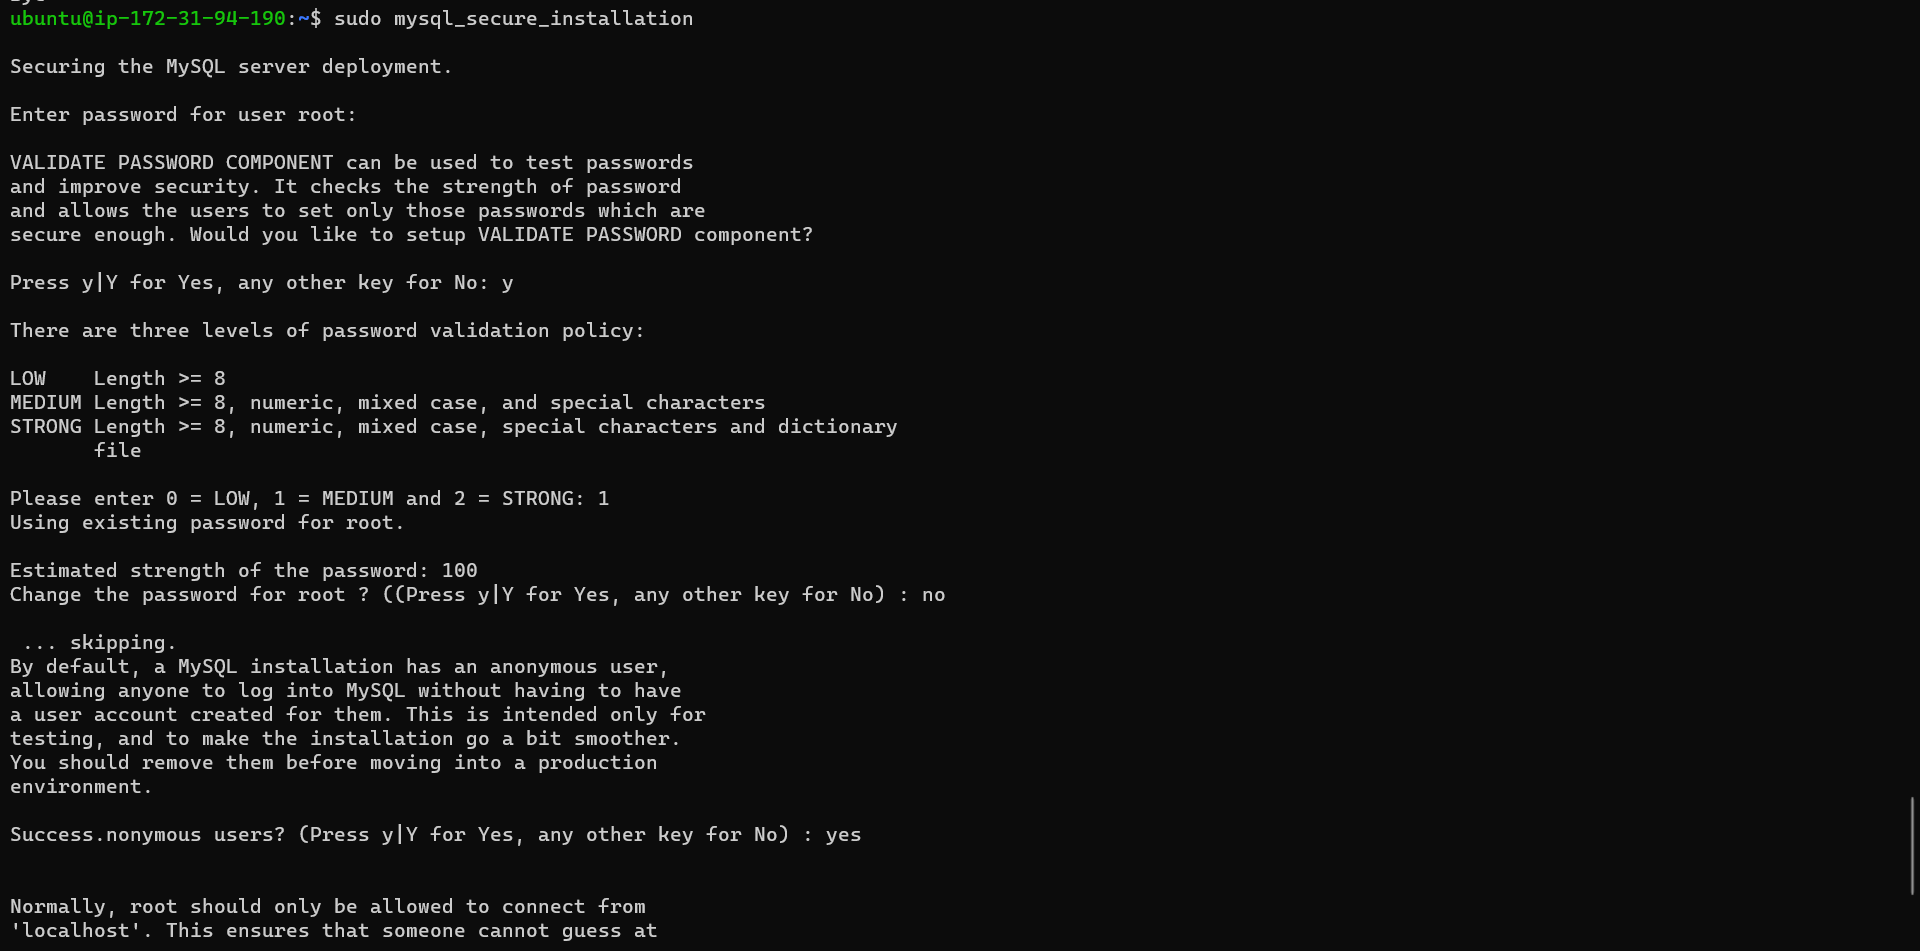 ubuntu@ip-172-31-94-190:~$ sudo mysql_secure_installation
Securing the MySQL server deployment.
Enter password for user root:
VALIDATE PASSWORD COMPONENT can be used to test passwords
and improve security. It checks the strength of password
and allows the users to set only those passwords which are
secure enough. Would you like to setup VALIDATE PASSWORD component?
Press y|Y for Yes, any other key for No: y
There are three levels of password validation policy:
LOW    Length >= 8
MEDIUM Length >= 8, numeric, mixed case, and special characters
STRONG Length >= 8, numeric, mixed case, special characters and dictionary
file
Please enter 0 = LOW, 1 = MEDIUM and 2 = STRONG: 1
Using existing password for root.
Estimated strength of the password: 100
Change the password for root ? ((Press y|Y for Yes, any other key for No) : no
... skipping.
By default, a MySQL installation has an anonymous user,
allowing anyone to log into MySQL without having to have
a user account created for them. This is intended only for
testing, and to make the installation go a bit smoother.
You should remove them before moving into a production
environment.
Success.nonymous users? (Press y|Y for Yes, any other key for No) : yes
Normally, root should only be allowed to connect from
'localhost'. This ensures that someone cannot guess at